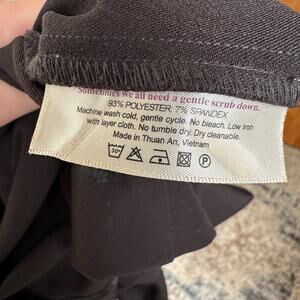 Sometimes we all need a gentle scrub down.
93% POLYESTER, 7% SPANDEX
Machine wash cold, gentle cycle. No bleach. Low iron
with layer cloth. No tumble dry. Dry cleanable.
Made in Thuan An, Vietnam
30°
P